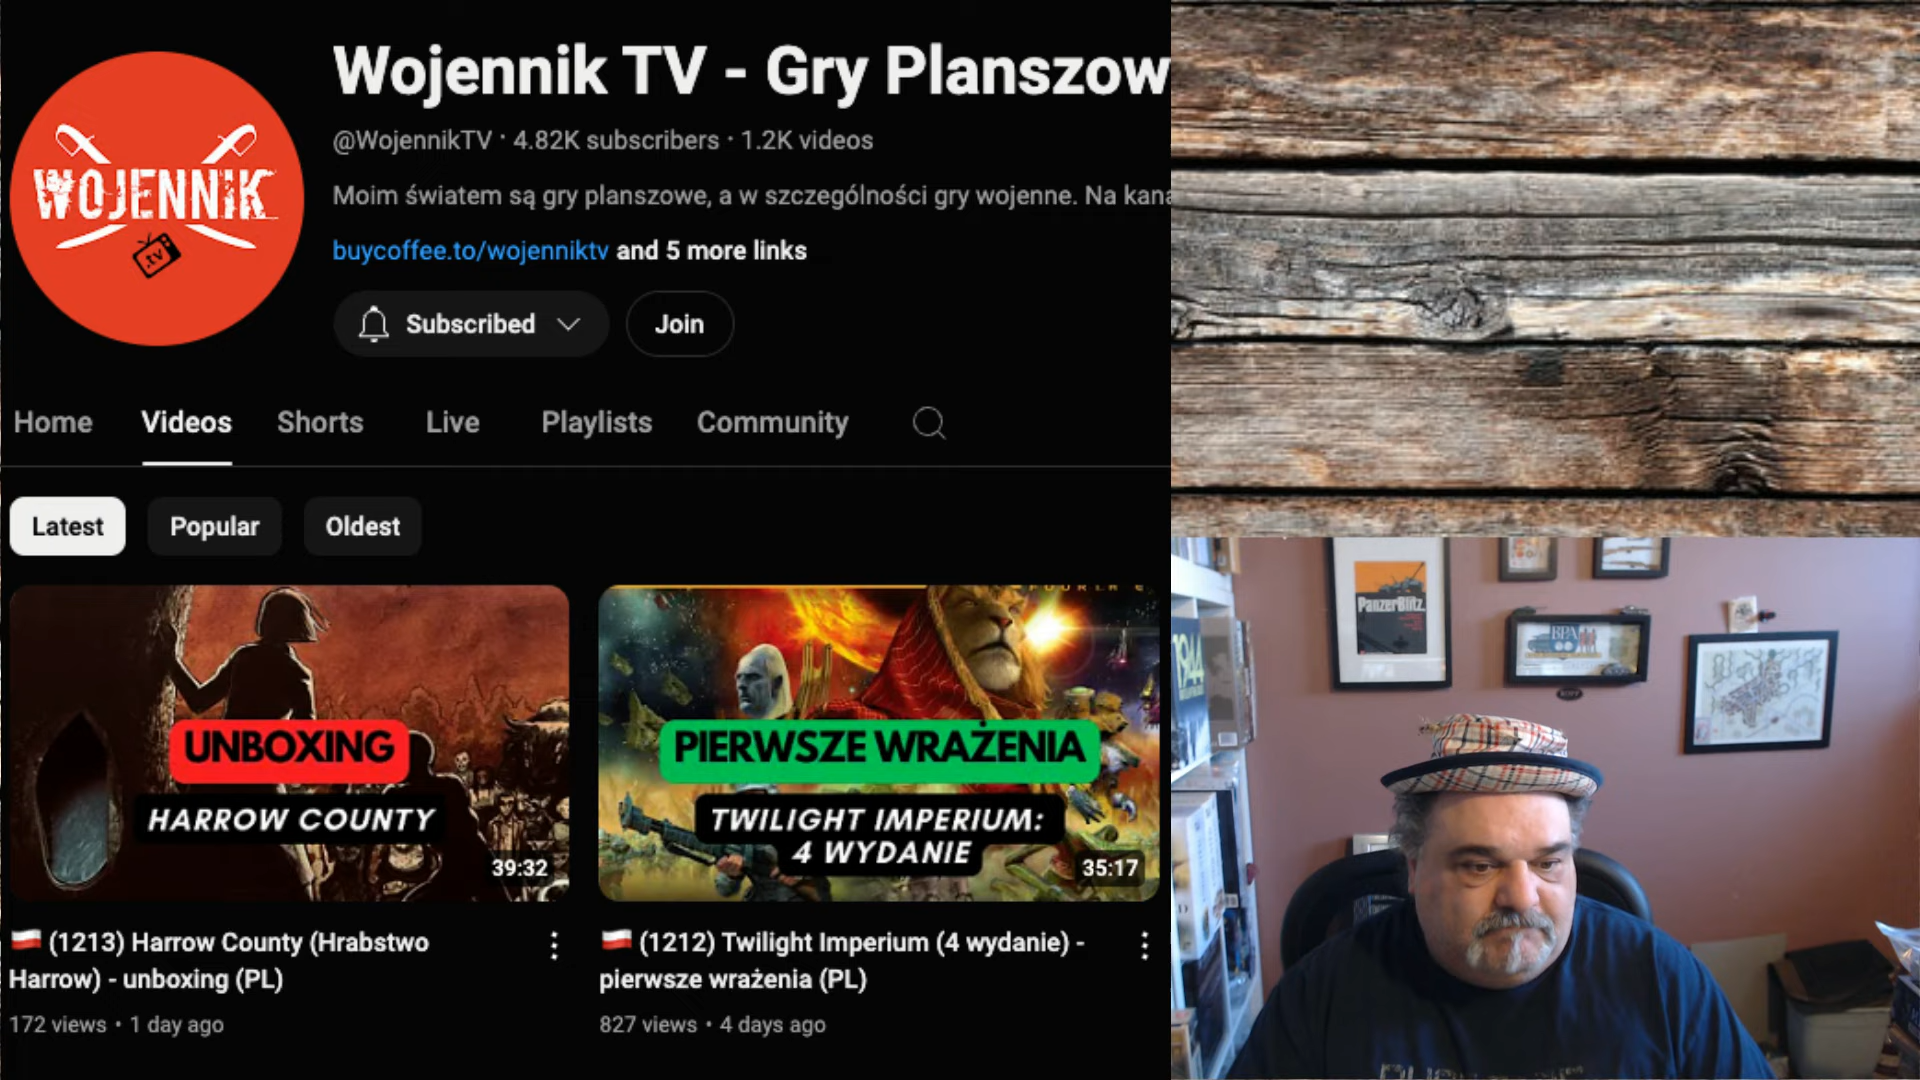 Wojennik TV - Gry Planszow
@WojennikTV · 4.82K subscribers · 1.2K videos
Moim światem są gry planszowe, a w szczególności gry wojenne. Na kana
buycoffee.to/wojenniktv and 5 more links
Subscribed
Join
WOJENNIK
.tv
Home Videos Shorts Live Playlists Community
Latest Popular Oldest
UNBOXING
HARROW COUNTY
39:32
PIERWSZE WRAŻENIA
TWILIGHT IMPERIUM:
4 WYDANIE
35:17
(1213) Harrow County (Hrabstwo
Harrow) - unboxing (PL)
172 views · 1 day ago
(1212) Twilight Imperium (4 wydanie) -
pierwsze wrażenia (PL)
827 views · 4 days ago
PanzerBlitz
BPA
1944